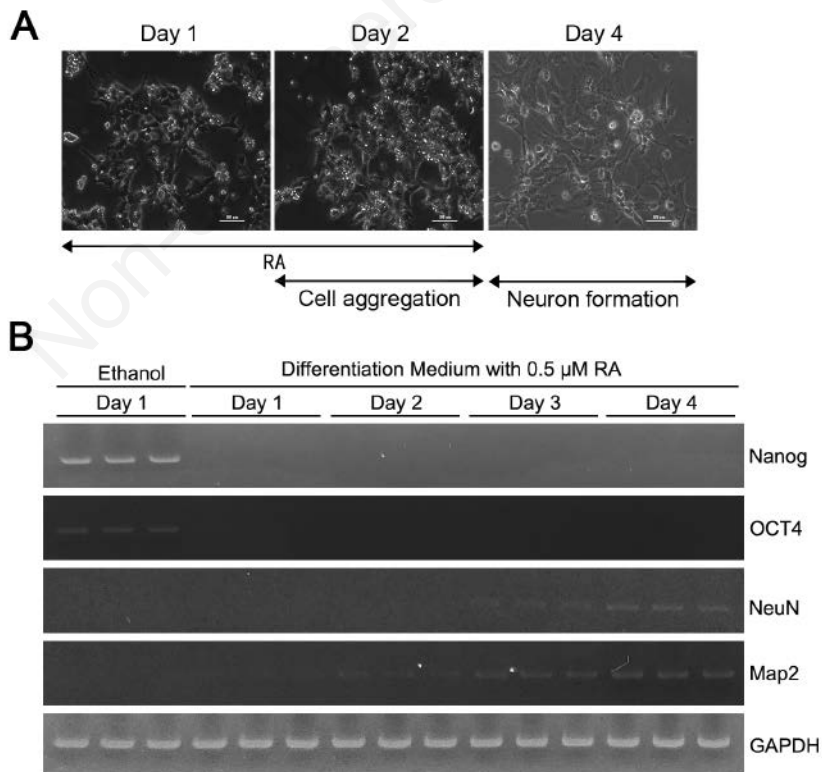 A
Day 1 Day 2 Day 4
RA
Cell aggregation Neuron formation
B
Ethanol Differentiation Medium with 0.5 µM RA
Day 1 Day 1 Day 2 Day 3 Day 4
Nanog
OCT4
NeuN
Map2
GAPDH